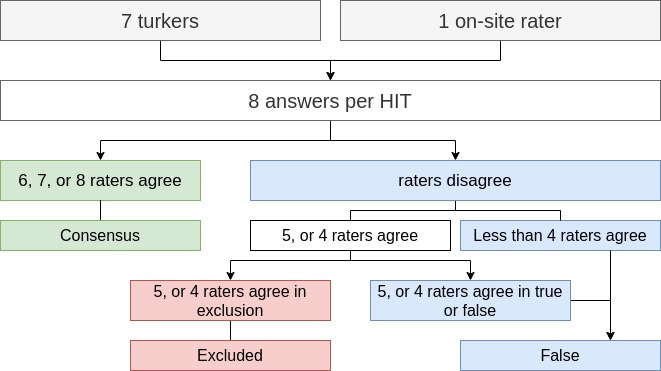 7 turkers
1 on-site rater
8 answers per HIT
6, 7, or 8 raters agree
raters disagree
Consensus
5, or 4 raters agree
Less than 4 raters agree
5, or 4 raters agree in
exclusion
5, or 4 raters agree in true
or false
Excluded
False